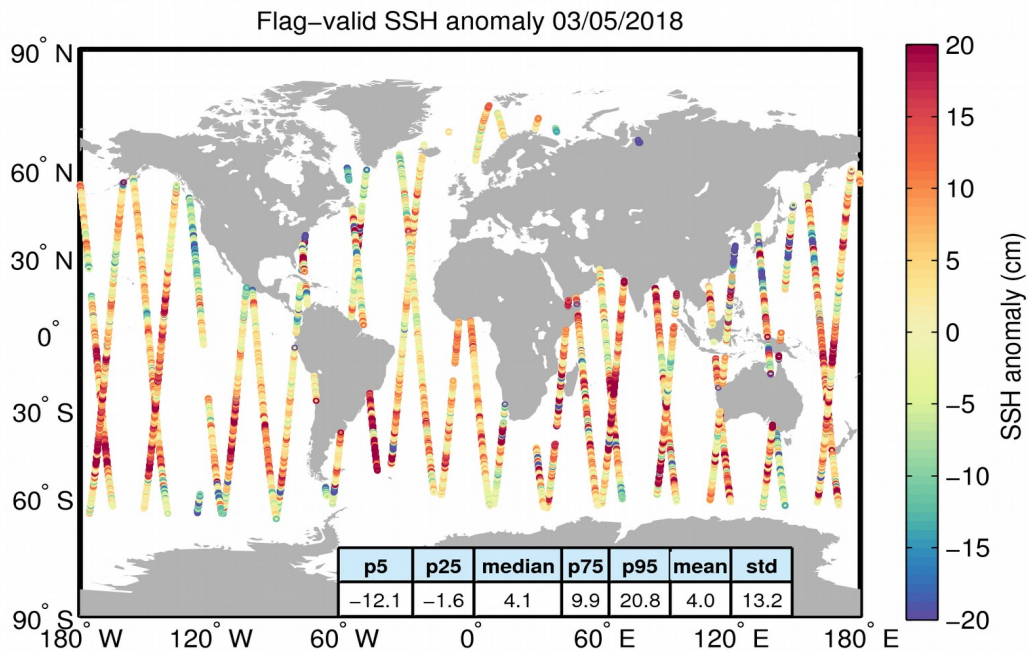 Flag−valid SSH anomaly 03/05/2018
90° N
60° N
30° N
0°
30° S
60° S
90° S
180° W 120° W 60° W 0° 60° E 120° E 180° E
p5 p25 median p75 p95 mean std
−12.1 −1.6 4.1 9.9 20.8 4.0 13.2
20
15
10
5
0
−5
−10
−15
−20
SSH anomaly (cm)